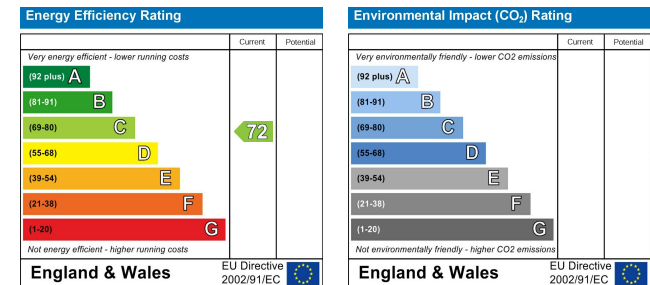 Energy Efficiency Rating
Current Potential
Very energy efficient - lower running costs
(92 plus) A
(81-91) B
(69-80) C
72
(55-68) D
(39-54) E
(21-38) F
(1-20) G
Not energy efficient - higher running costs
England & Wales
EU Directive
2002/91/EC
Environmental Impact (CO₂) Rating
Current Potential
Very environmentally friendly - lower CO2 emissions
(92 plus) A
(81-91) B
(69-80) C
(55-68) D
(39-54) E
(21-38) F
(1-20) G
Not environmentally friendly - higher CO2 emissions
England & Wales
EU Directive
2002/91/EC